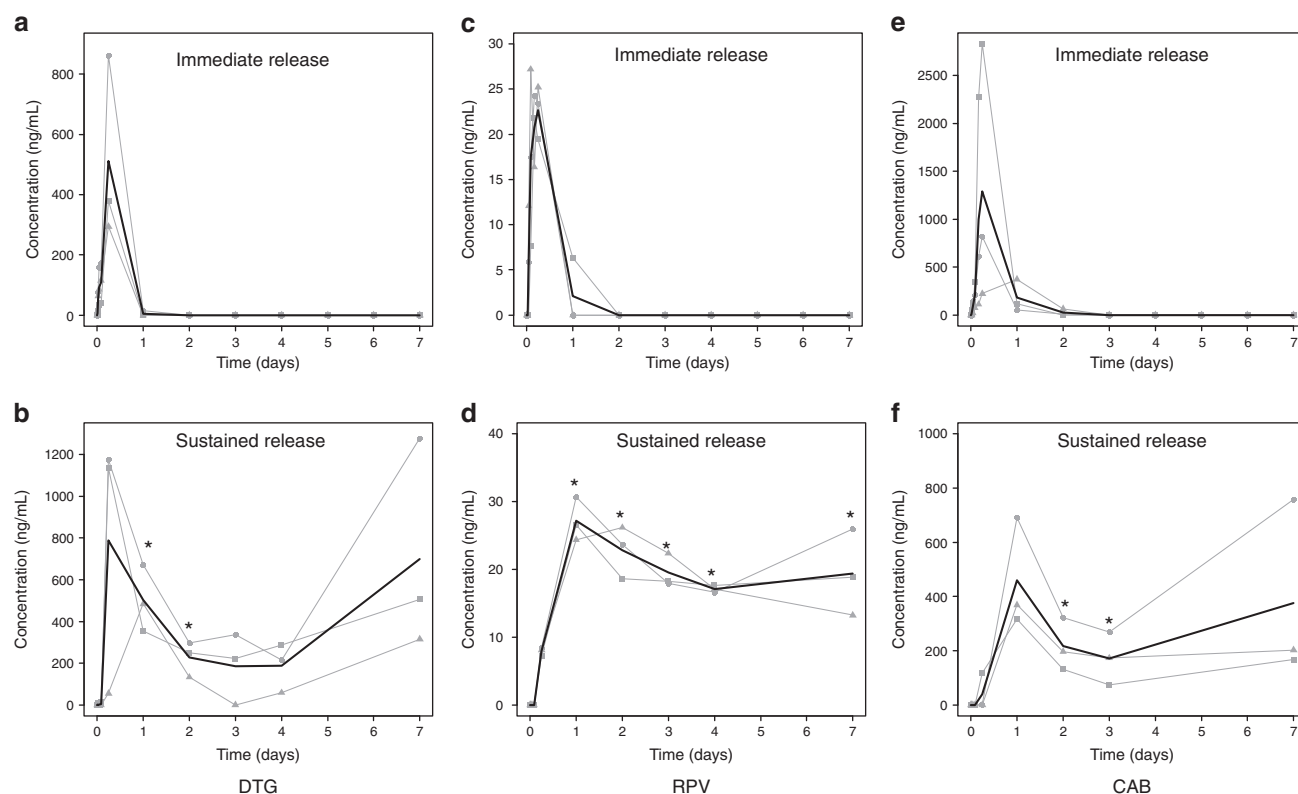 a
Immediate release
Concentration (ng/mL)
800
600
400
200
0
0 1 2 3 4 5 6 7
Time (days)
c
Immediate release
Concentration (ng/mL)
30
25
20
15
10
5
0
0 1 2 3 4 5 6 7
Time (days)
e
Immediate release
Concentration (ng/mL)
2500
2000
1500
1000
500
0
0 1 2 3 4 5 6 7
Time (days)
b
Sustained release
Concentration (ng/mL)
1200
1000
800
600
400
200
0
*
*
0 1 2 3 4 5 6 7
Time (days)
DTG
d
Sustained release
Concentration (ng/mL)
40
30
20
10
0
*
*
*
*
*
0 1 2 3 4 5 6 7
Time (days)
RPV
f
Sustained release
Concentration (ng/mL)
1000
800
600
400
200
0
*
*
0 1 2 3 4 5 6 7
Time (days)
CAB